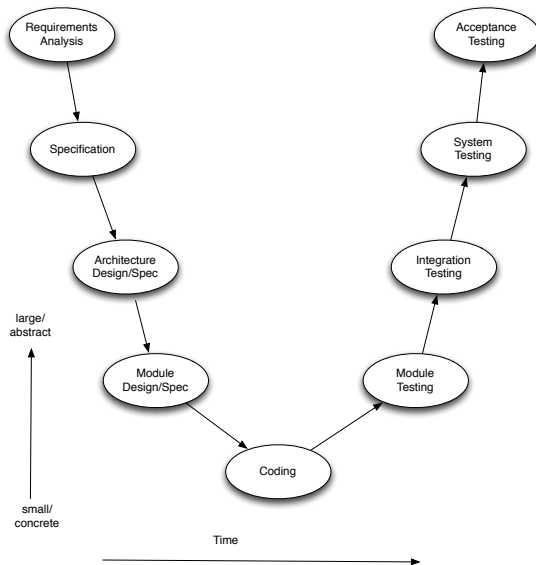 Requirements
Analysis
Acceptance
Testing
Specification
System
Testing
Architecture
Design/Spec
Integration
Testing
large/
abstract
Module
Design/Spec
Module
Testing
Coding
small/
concrete
Time